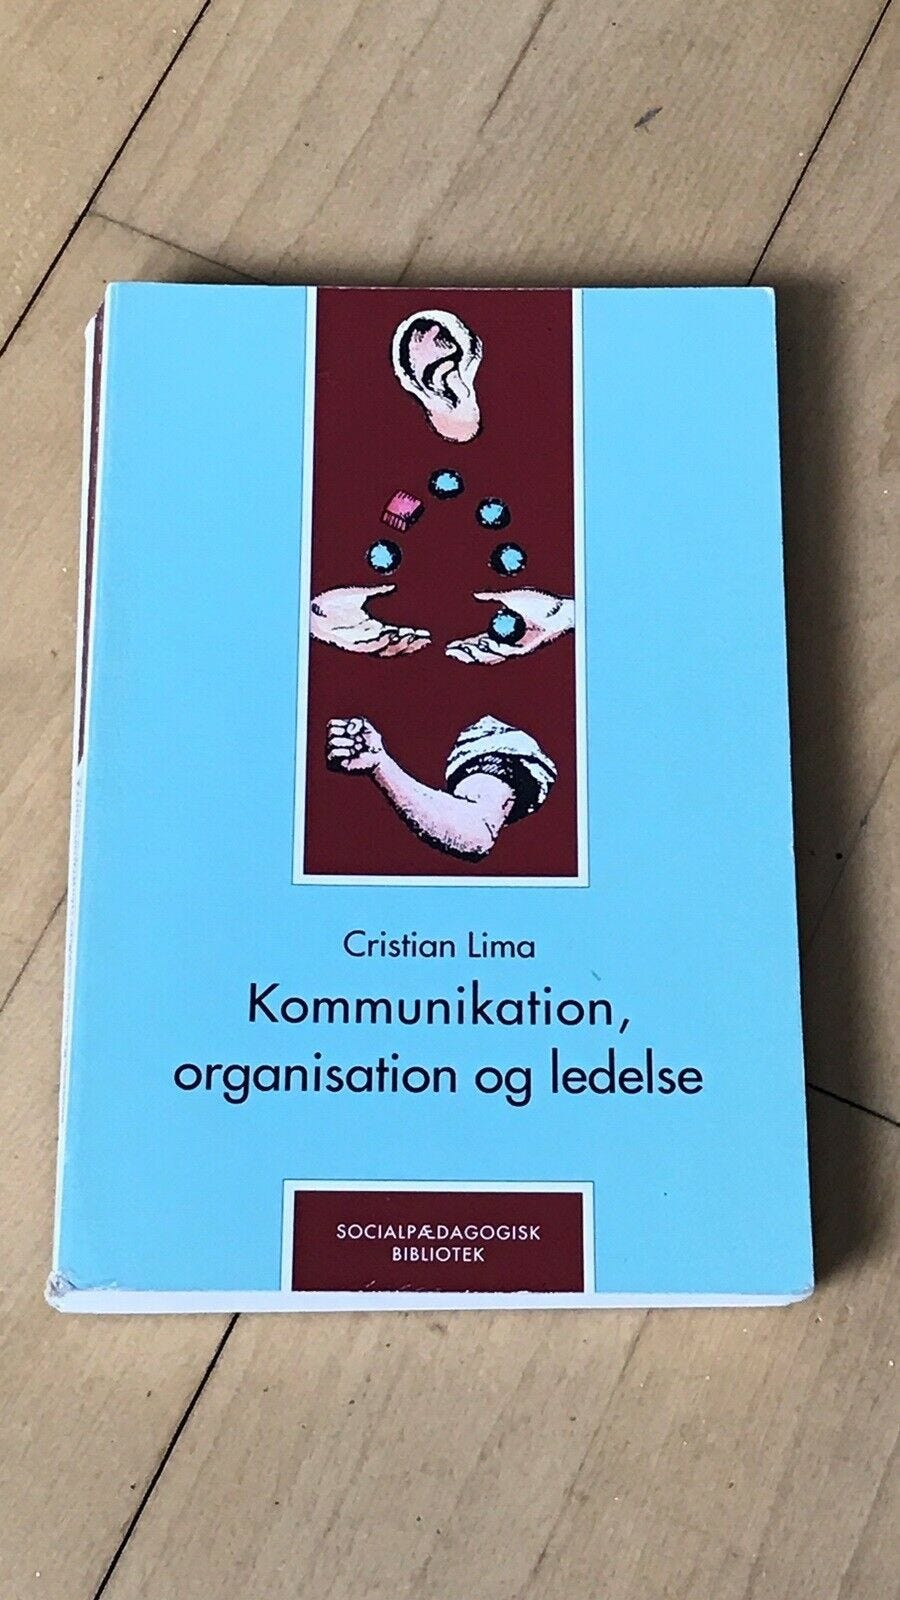 Cristian Lima
Kommunikation,
organisation og ledelse
SOCIALPÆDAGOGISK
BIBLIOTEK